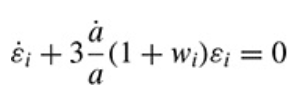 ε̇ᵢ + 3 ȧ/a (1 + wᵢ)εᵢ = 0